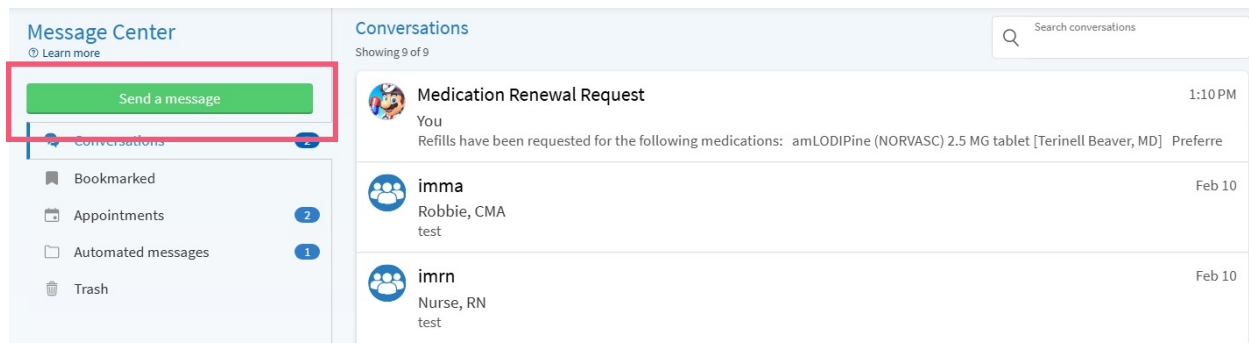 Message Center
Learn more
Send a message
Conversations 2
Bookmarked
Appointments 2
Automated messages 1
Trash
Conversations
Showing 9 of 9
Search conversations
Medication Renewal Request 1:10 PM
You
Refills have been requested for the following medications: amLODIPine (NORVASC) 2.5 MG tablet [Terinell Beaver, MD] Preferre
imma Feb 10
Robbie, CMA
test
imrn Feb 10
Nurse, RN
test